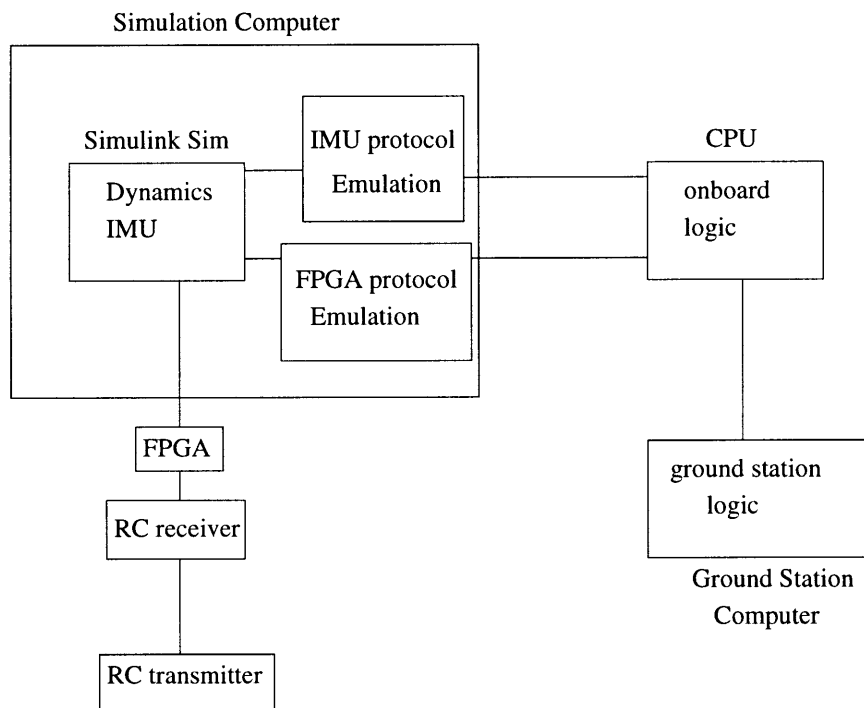 Simulation Computer
Simulink Sim
Dynamics
IMU
IMU protocol
Emulation
FPGA protocol
Emulation
CPU
onboard
logic
FPGA
RC receiver
RC transmitter
ground station
logic
Ground Station
Computer